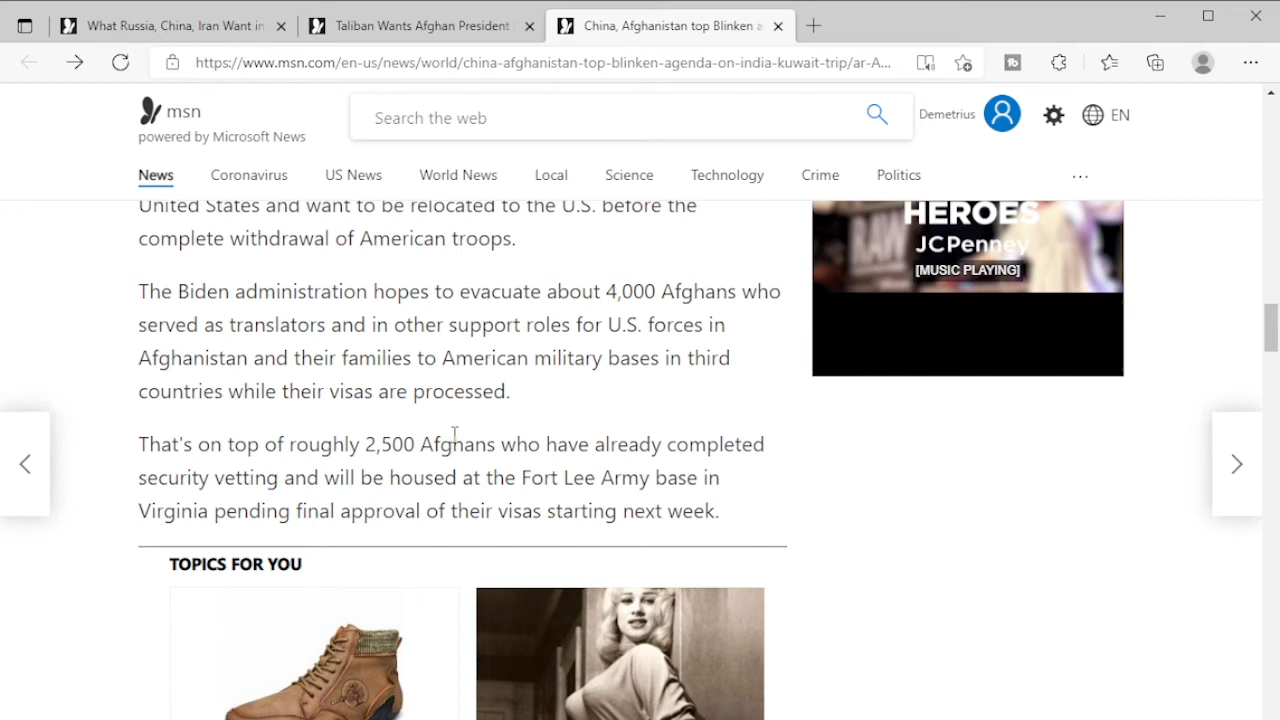 What Russia, China, Iran Want in
Taliban Wants Afghan President
China, Afghanistan top Blinken a
https://www.msn.com/en-us/news/world/china-afghanistan-top-blinken-agenda-on-india-kuwait-trip/ar-A...
msn
powered by Microsoft News
Search the web
Demetrius
EN
News
Coronavirus
US News
World News
Local
Science
Technology
Crime
Politics
...
United States and want to be relocated to the U.S. before the
complete withdrawal of American troops.
The Biden administration hopes to evacuate about 4,000 Afghans who
served as translators and in other support roles for U.S. forces in
Afghanistan and their families to American military bases in third
countries while their visas are processed.
That's on top of roughly 2,500 Afghans who have already completed
security vetting and will be housed at the Fort Lee Army base in
Virginia pending final approval of their visas starting next week.
HEROES
RAW
JCPenney
[MUSIC PLAYING]
TOPICS FOR YOU